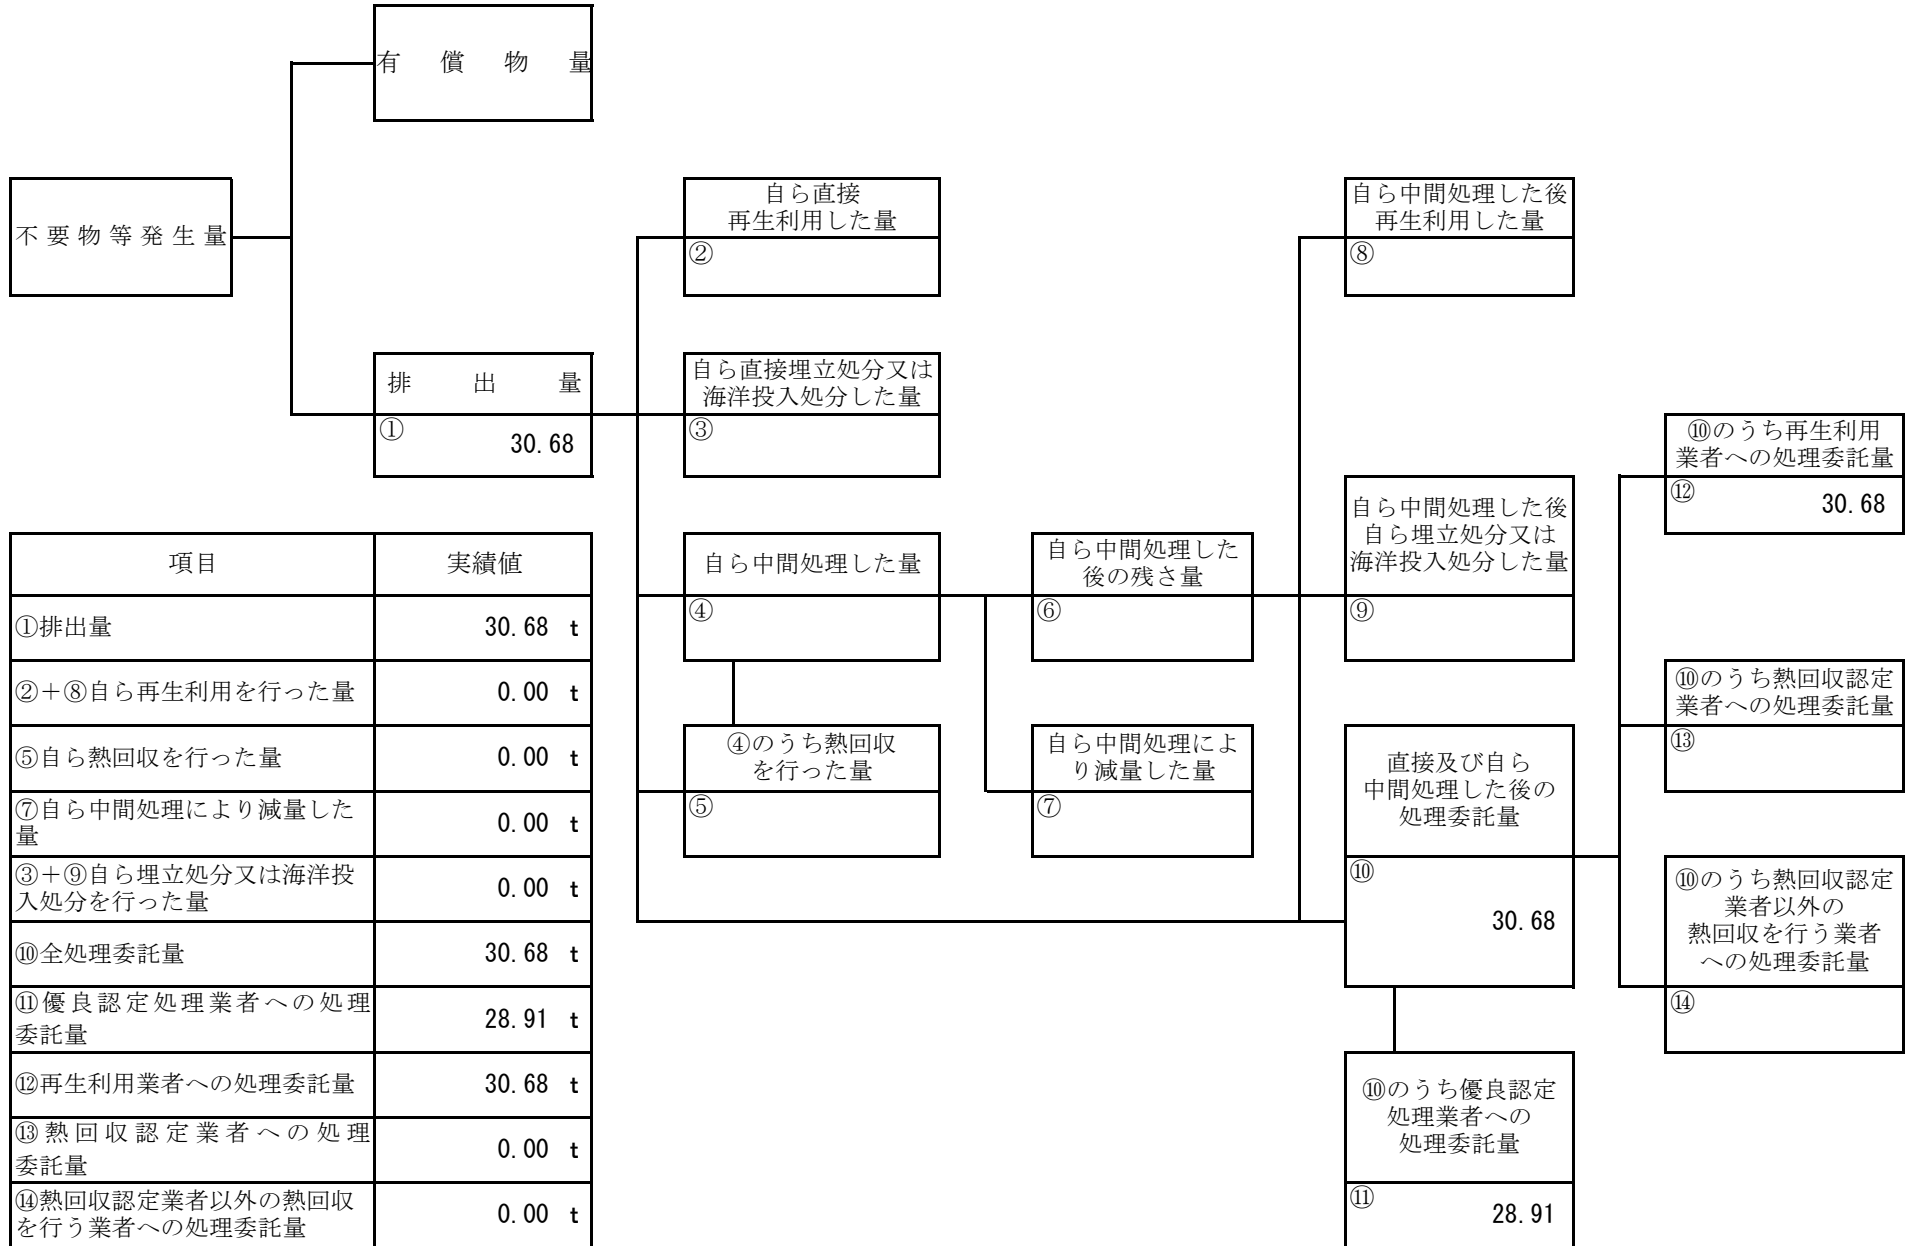 有償物量
不要物等発生量
排出量
①
30.68
自ら直接
再生利用した量
②
自ら直接埋立処分又は
海洋投入処分した量
③
自ら中間処理した量
④
④のうち熱回収
を行った量
⑤
自ら中間処理した
後の残さ量
⑥
自ら中間処理によ
り減量した量
⑦
自ら中間処理した後
再生利用した量
⑧
自ら中間処理した後
自ら埋立処分又は
海洋投入処分した量
⑨
直接及び自ら
中間処理した後の
処理委託量
⑩
30.68
⑩のうち優良認定
処理業者への
処理委託量
⑪
28.91
⑩のうち再生利用
業者への処理委託量
⑫
30.68
⑩のうち熱回収認定
業者への処理委託量
⑬
⑩のうち熱回収認定
業者以外の
熱回収を行う業者
への処理委託量
⑭
項目 実績値
①排出量 30.68 t
②+⑧自ら再生利用を行った量 0.00 t
⑤自ら熱回収を行った量 0.00 t
⑦自ら中間処理により減量した
量 0.00 t
③+⑨自ら埋立処分又は海洋投
入処分を行った量 0.00 t
⑩全処理委託量 30.68 t
⑪優良認定処理業者への処理
委託量 28.91 t
⑫再生利用業者への処理委託量 30.68 t
⑬熱回収認定業者への処理
委託量 0.00 t
⑭熱回収認定業者以外の熱回収
を行う業者への処理委託量 0.00 t